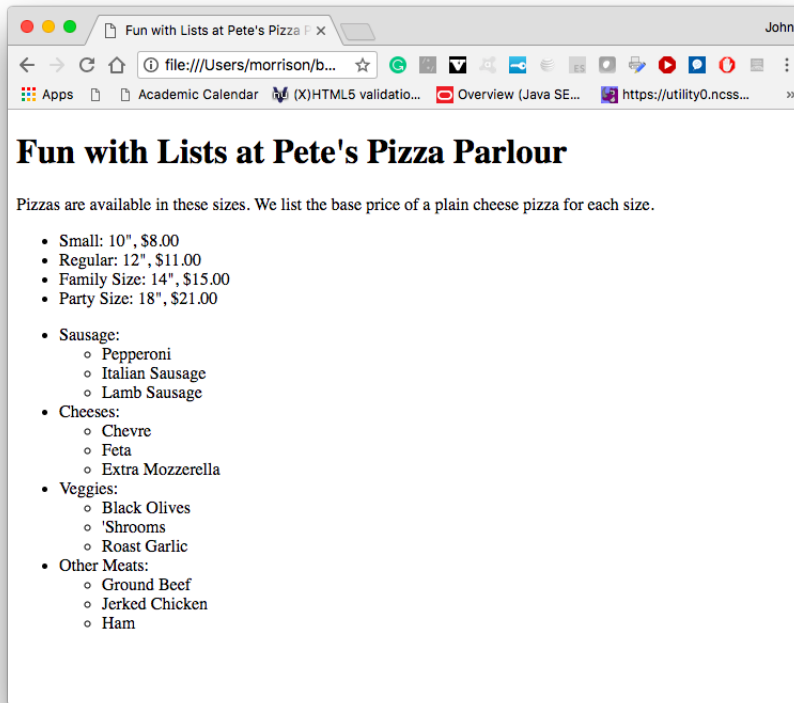 Fun with Lists at Pete's Pizza P
John
file:///Users/morrison/b...
ES
Apps
Academic Calendar
(X)HTML5 validatio...
Overview (Java SE...
https://utility0.ncss...
Fun with Lists at Pete's Pizza Parlour
Pizzas are available in these sizes. We list the base price of a plain cheese pizza for each size.
• Small: 10", $8.00
• Regular: 12", $11.00
• Family Size: 14", $15.00
• Party Size: 18", $21.00
• Sausage:
◦ Pepperoni
◦ Italian Sausage
◦ Lamb Sausage
• Cheeses:
◦ Chevre
◦ Feta
◦ Extra Mozzerella
• Veggies:
◦ Black Olives
◦ 'Shrooms
◦ Roast Garlic
• Other Meats:
◦ Ground Beef
◦ Jerked Chicken
◦ Ham